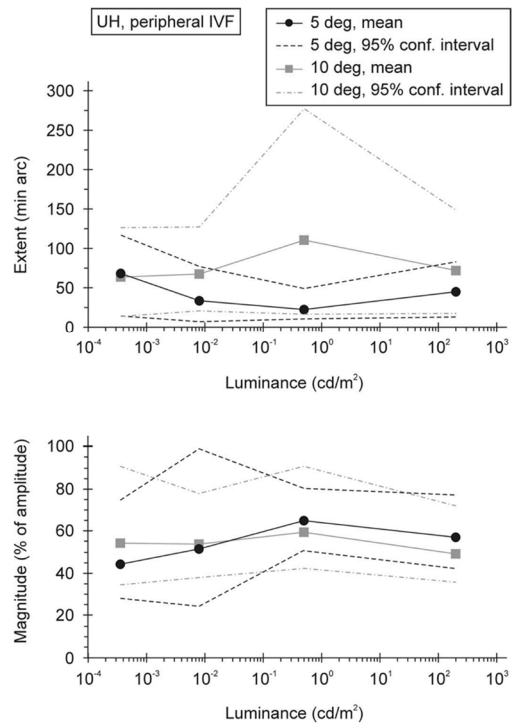 UH, peripheral IVF
5 deg, mean
5 deg, 95% conf. interval
10 deg, mean
10 deg, 95% conf. interval
Extent (min arc)
300
250
200
150
100
50
0
10⁻⁴ 10⁻³ 10⁻² 10⁻¹ 10⁰ 10¹ 10² 10³
Luminance (cd/m²)
Magnitude (% of amplitude)
100
80
60
40
20
0
10⁻⁴ 10⁻³ 10⁻² 10⁻¹ 10⁰ 10¹ 10² 10³
Luminance (cd/m²)